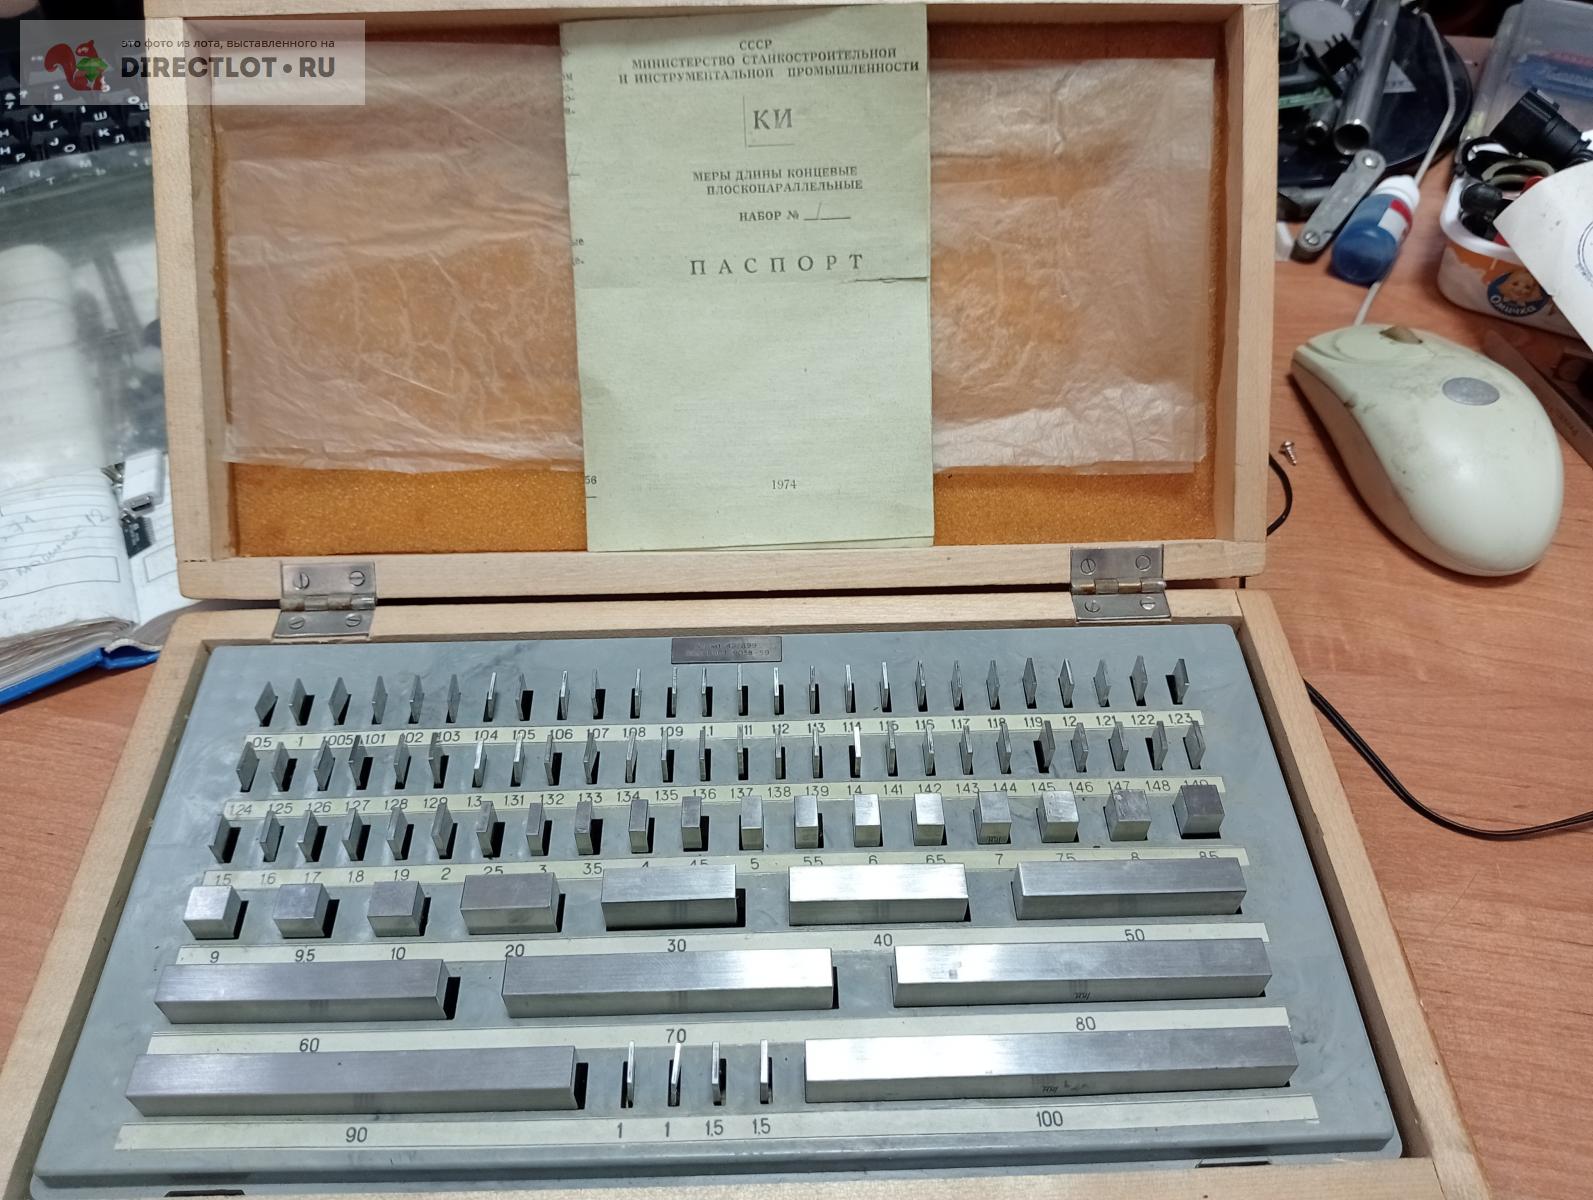 это фото из лота, выставленного на
DIRECTLOT•RU
СССР
МИНИСТЕРСТВО СТАНКОСТРОИТЕЛЬНОЙ
И ИНСТРУМЕНТАЛЬНОЙ ПРОМЫШЛЕННОСТИ
КИ
МЕРЫ ДЛИНЫ КОНЦЕВЫЕ
ПЛОСКОПАРАЛЛЕЛЬНЫЕ
НАБОР №
ПАСПОРТ
1974
Омичка
0.5 1 1.005 1.01 1.02 1.03 1.04 1.05 1.06 1.07 1.08 1.09 1.1 1.11 1.12 1.13 1.14 1.15 1.16 1.17 1.18 1.19 1.2 1.21 1.22 1.23
1.24 1.25 1.26 1.27 1.28 1.29 1.3 1.31 1.32 1.33 1.34 1.35 1.36 1.37 1.38 1.39 1.4 1.41 1.42 1.43 1.44 1.45 1.46 1.47 1.48 1.49
1.5 1.6 1.7 1.8 1.9 2 2.5 3 3.5 4 4.5 5 5.5 6 6.5 7 7.5 8 8.5
9 9.5 10 20 30 40 50
60 70 80
90 1 1 1.5 1.5 100